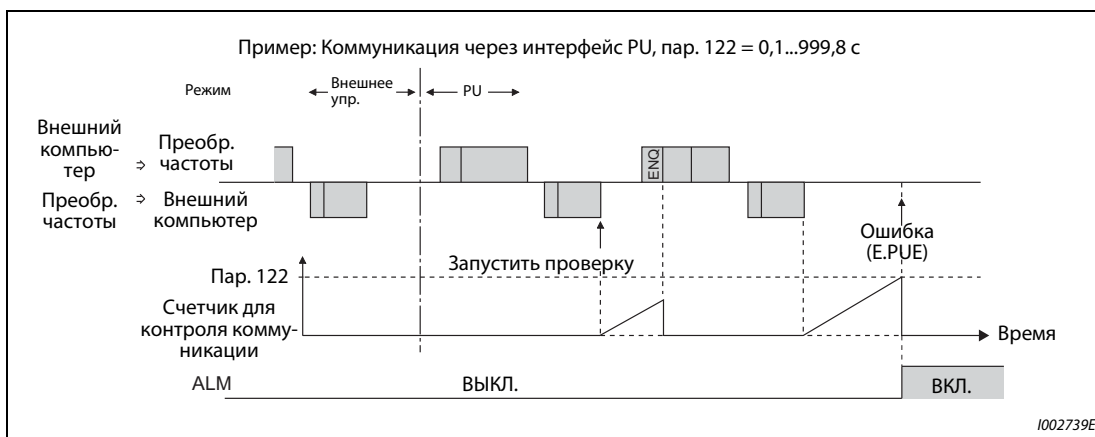 Пример: Коммуникация через интерфейс PU, пар. 122 = 0,1...999,8 с
Режим
Внешнее
упр.
PU
Внешний
компью-
тер
⇨
Преобр.
частоты
ENQ
Преобр.
частоты
⇨
Внешний
компьютер
Ошибка
(E.PUE)
Запустить проверку
Пар. 122
Счетчик для
контроля комму-
никации
Время
ALM
ВЫКЛ.
ВКЛ.
I002739E